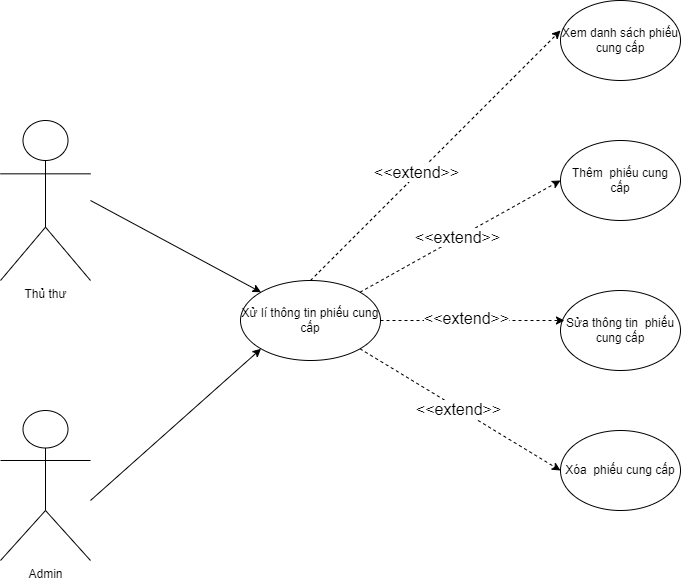 Xem danh sách phiếu
cung cấp
<<extend>>
Thêm phiếu cung
cấp
<<extend>>
Thủ thư
Xử lí thông tin phiếu cung
cấp
<<extend>>
Sửa thông tin phiếu
cung cấp
<<extend>>
Xóa phiếu cung cấp
Admin